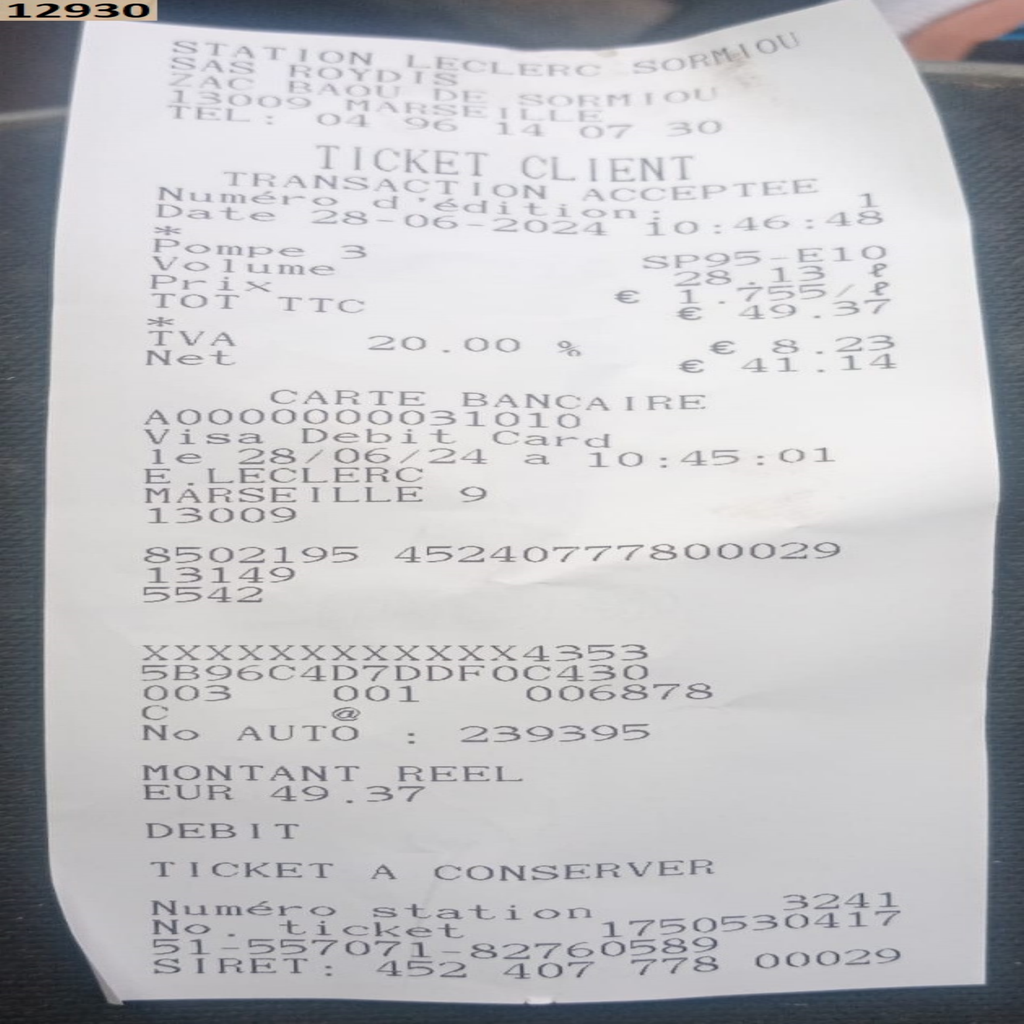 12930
STATION LECLERC SORMIOU
SAS ROYDIS
ZAC BAOU DE SORMIOU
13009 MARSEILLE
TEL: 04 96 14 07 30
TICKET CLIENT
TRANSACTION ACCEPTEE
Numéro d'édition: 1
Date 28-06-2024 10:46:48
*
Pompe 3 SP95-E10
Volume 28.13 ℓ
Prix € 1.755/ℓ
TOT TTC € 49.37
*
TVA 20.00 % € 8.23
Net € 41.14
CARTE BANCAIRE
A0000000031010
Visa Debit Card
le 28/06/24 a 10:45:01
E.LECLERC
MARSEILLE 9
13009
8502195 45240777800029
13149
5542
XXXXXXXXXXXX4353
5B96C4D7DDF0C430
003 001 006878
C @
No AUTO : 239395
MONTANT REEL
EUR 49.37
DEBIT
TICKET A CONSERVER
Numéro station 3241
No. ticket 1750530417
51-557071-82760589
SIRET: 452 407 778 00029